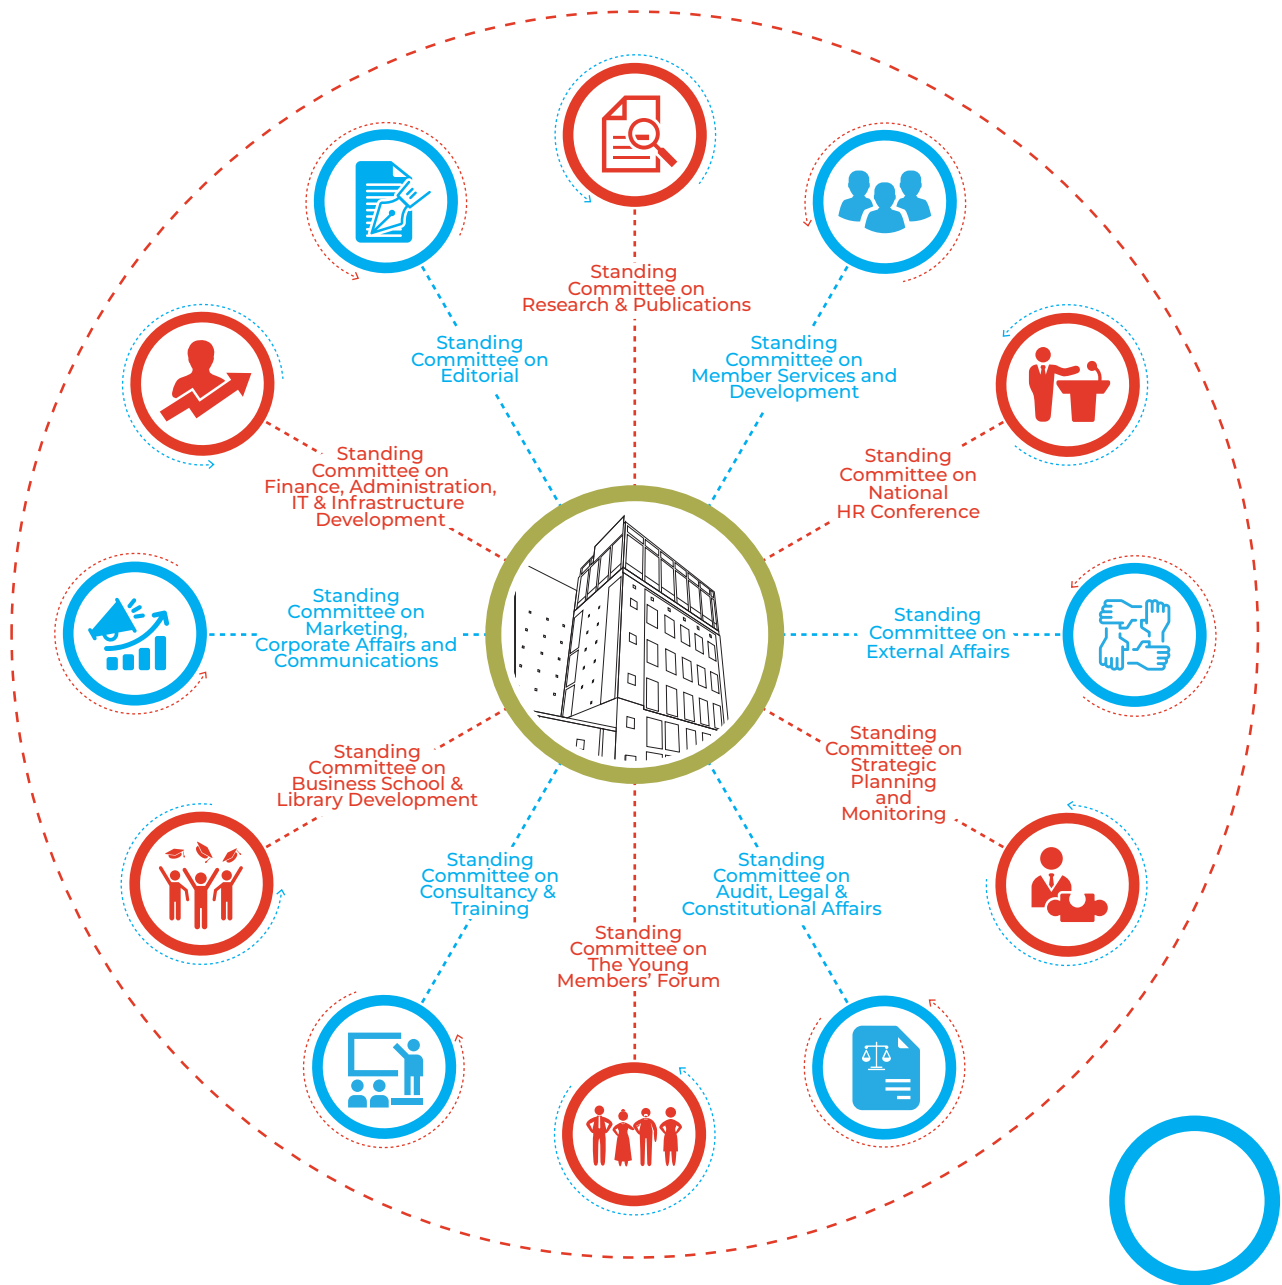 Standing
Committee on
Research & Publications
Standing
Committee on
Member Services and
Development
Standing
Committee on
National
HR Conference
Standing
Committee on
External Affairs
Standing
Committee on
Strategic
Planning
and
Monitoring
Standing
Committee on
Audit, Legal &
Constitutional Affairs
Standing
Committee on
The Young
Members’ Forum
Standing
Committee on
Consultancy &
Training
Standing
Committee on
Business School &
Library Development
Standing
Committee on
Marketing,
Corporate Affairs and
Communications
Standing
Committee on
Finance, Administration,
IT & Infrastructure
Development
Standing
Committee on
Editorial